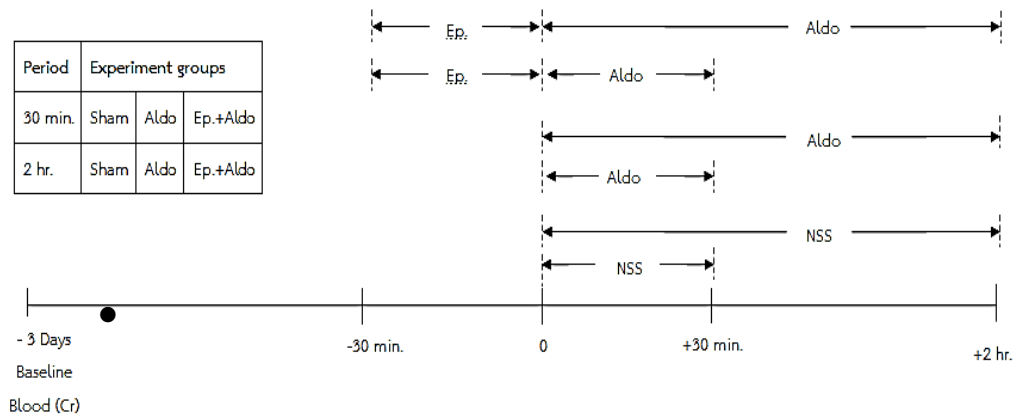 Ep.
Aldo
Ep.
Aldo
Period Experiment groups
30 min. Sham Aldo Ep.+Aldo
2 hr. Sham Aldo Ep.+Aldo
Aldo
Aldo
NSS
NSS
- 3 Days
Baseline
Blood (Cr)
-30 min.
0
+30 min.
+2 hr.